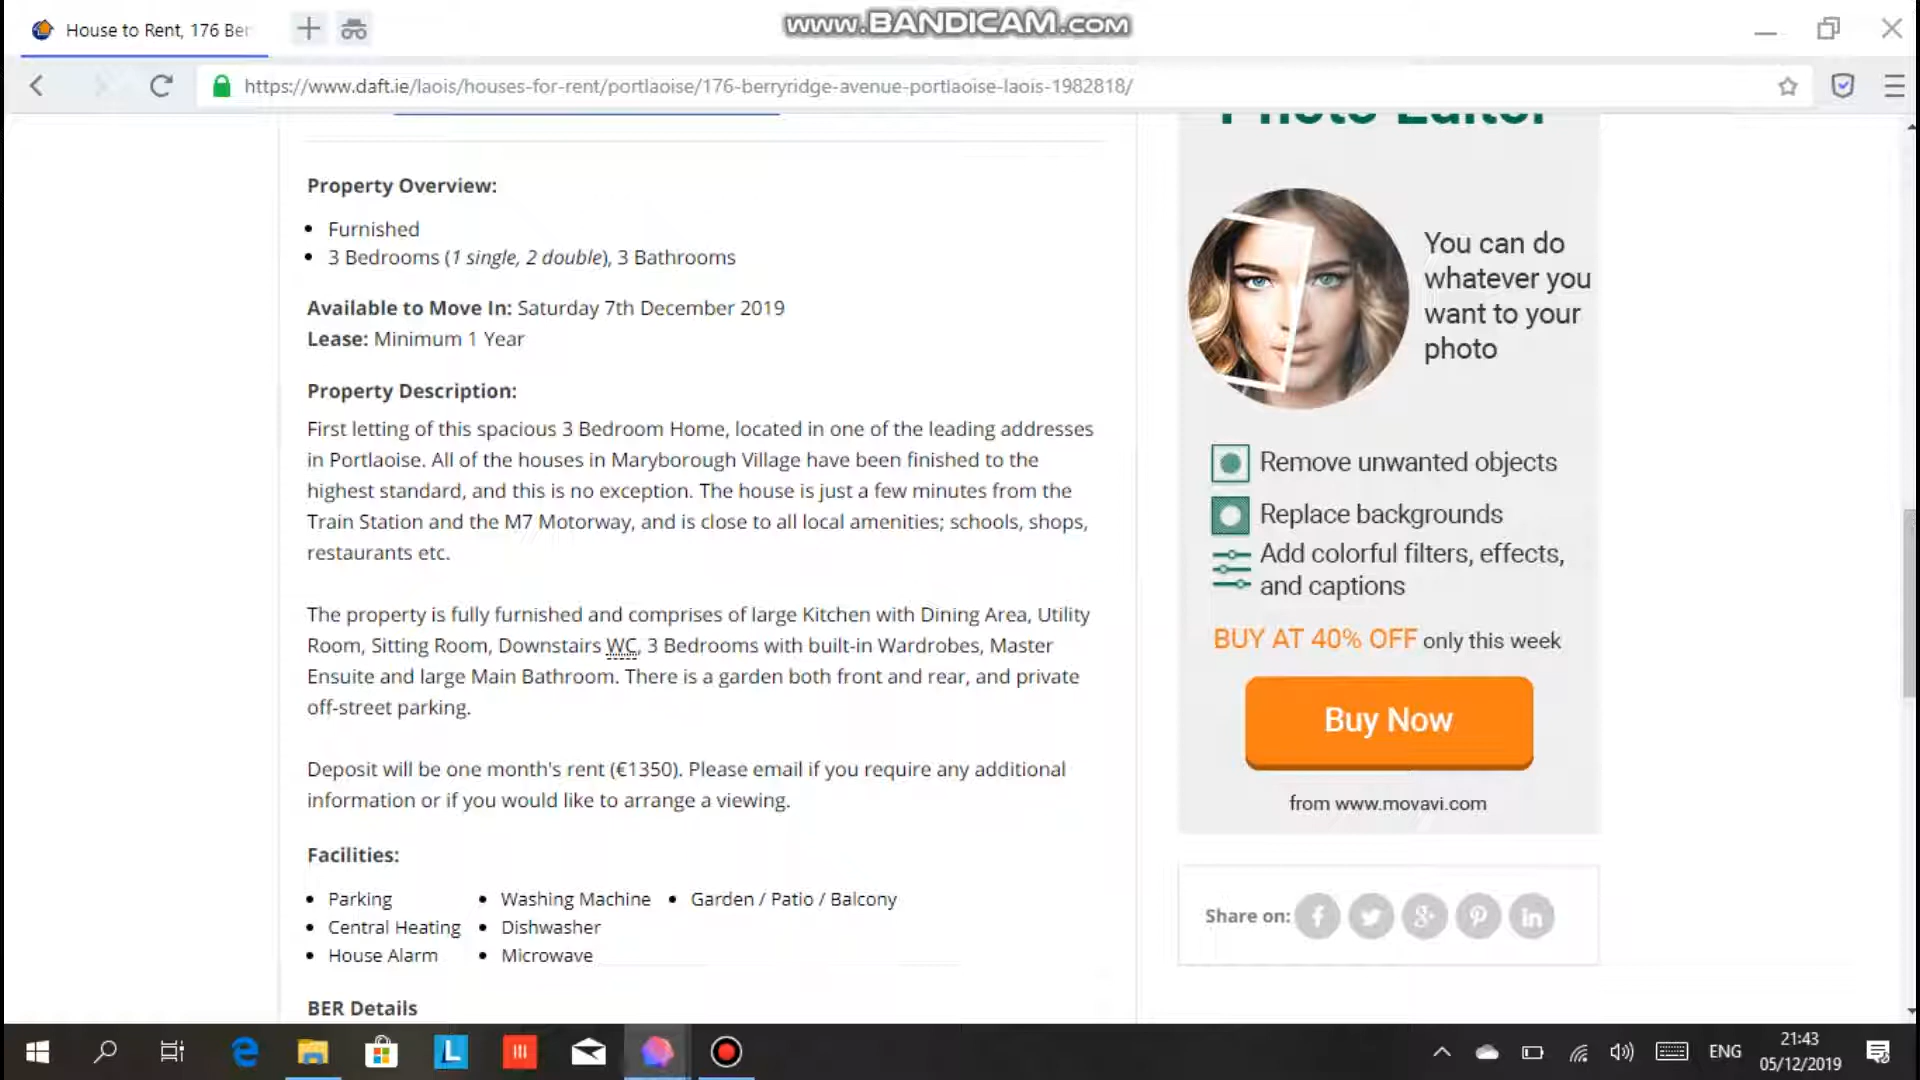 www.BANDICAM.com
House to Rent, 176 Ber
https://www.daft.ie/laois/houses-for-rent/portlaoise/176-berryridge-avenue-portlaoise-laois-1982818/
Property Overview:
Furnished
3 Bedrooms (1 single, 2 double), 3 Bathrooms
Available to Move In: Saturday 7th December 2019
Lease: Minimum 1 Year
Property Description:
First letting of this spacious 3 Bedroom Home, located in one of the leading addresses
in Portlaoise. All of the houses in Maryborough Village have been finished to the
highest standard, and this is no exception. The house is just a few minutes from the
Train Station and the M7 Motorway, and is close to all local amenities; schools, shops,
restaurants etc.
The property is fully furnished and comprises of large Kitchen with Dining Area, Utility
Room, Sitting Room, Downstairs WC, 3 Bedrooms with built-in Wardrobes, Master
Ensuite and large Main Bathroom. There is a garden both front and rear, and private
off-street parking.
Deposit will be one month's rent (€1350). Please email if you require any additional
information or if you would like to arrange a viewing.
Facilities:
Parking
Central Heating
House Alarm
Washing Machine
Dishwasher
Microwave
Garden / Patio / Balcony
BER Details
Photo Editor
You can do
whatever you
want to your
photo
Remove unwanted objects
Replace backgrounds
Add colorful filters, effects,
and captions
BUY AT 40% OFF only this week
Buy Now
from www.movavi.com
Share on:
ENG
21:43
05/12/2019